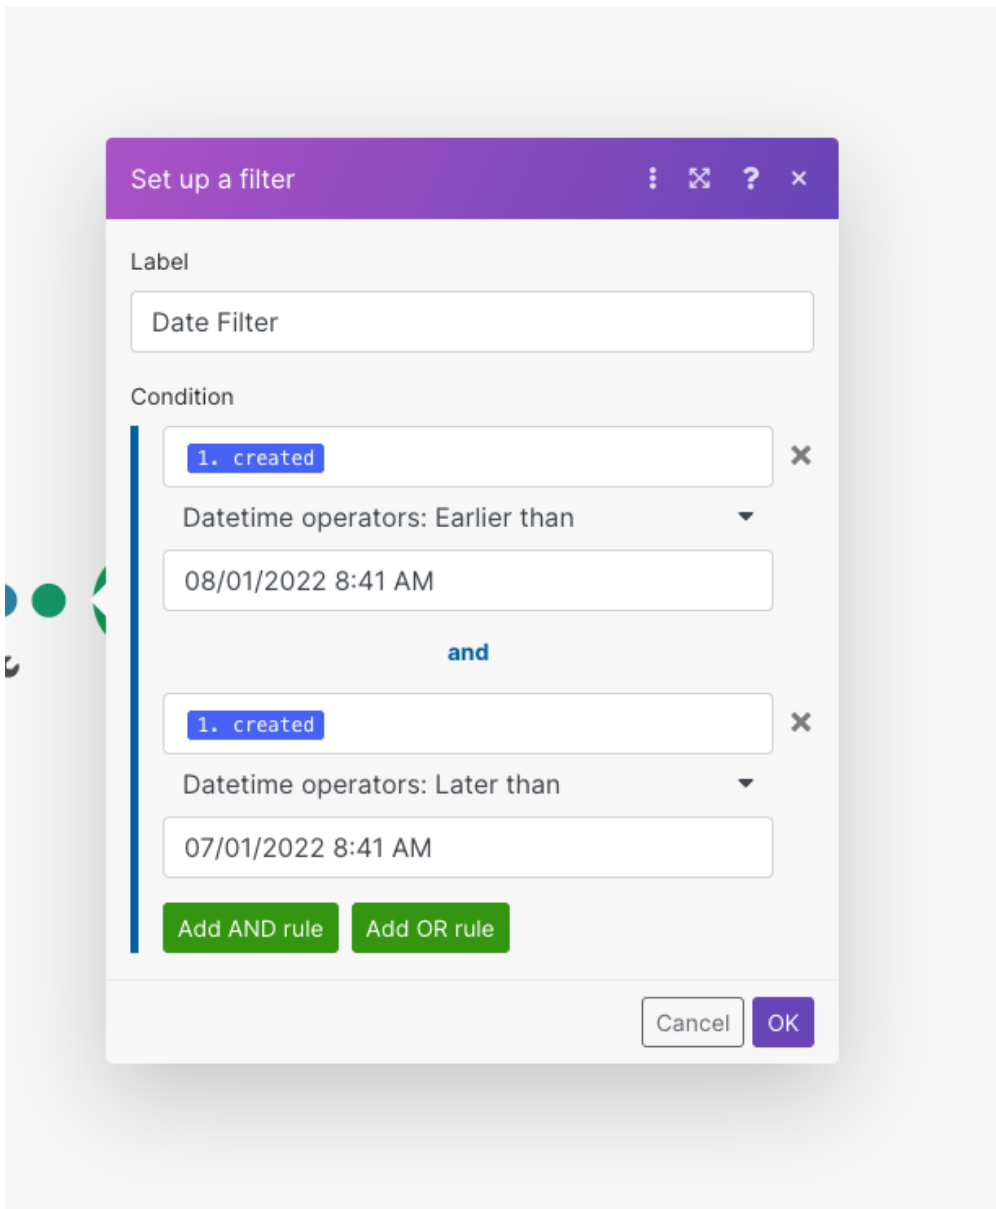 Set up a filter
Label
Date Filter
Condition
1. created
Datetime operators: Earlier than
08/01/2022 8:41 AM
and
1. created
Datetime operators: Later than
07/01/2022 8:41 AM
Add AND rule Add OR rule
Cancel OK